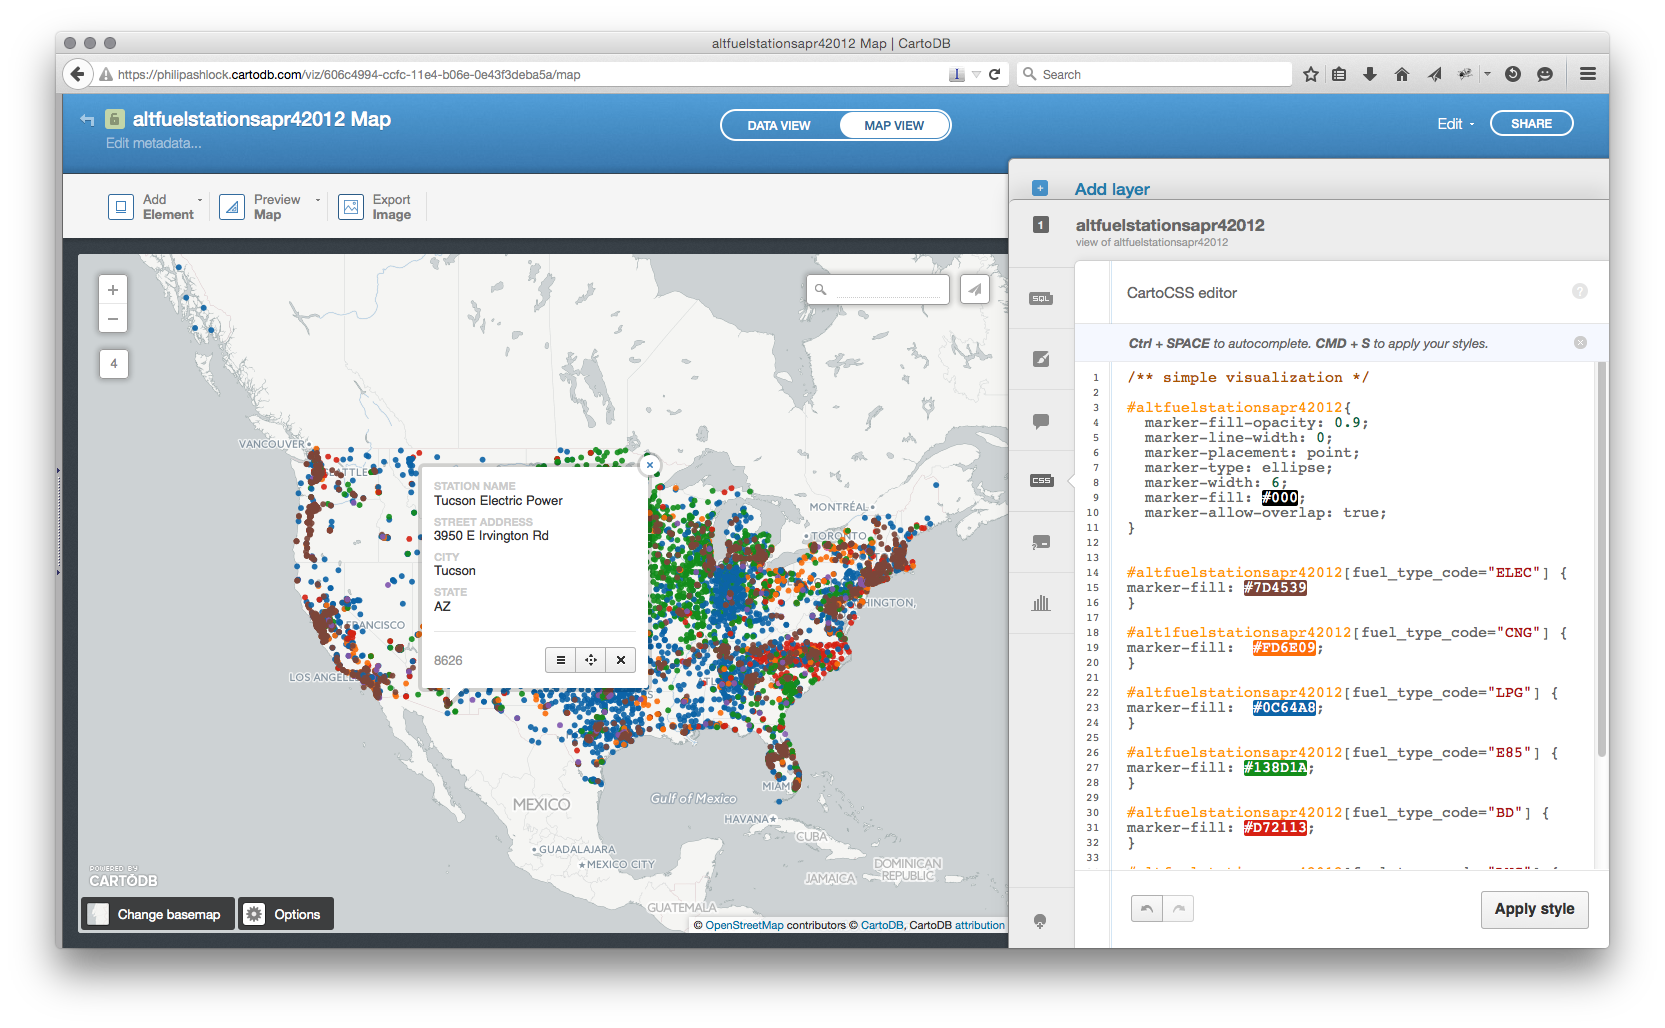 altfuelstationsapr42012 Map | CartoDB
https://philipashlock.cartodb.com/viz/606c4994-ccfc-11e4-b06e-0e43f3deba5a/map
Search
altfuelstationsapr42012 Map
Edit metadata...
DATA VIEW
MAP VIEW
Edit
SHARE
Add
Element
Preview
Map
Export
Image
+
−
4
VANCOUVER
SEATTLE
FRANCISCO
LOS ANGELES
MONTRÉAL
TORONTO
HINGTON,
MIAMI
MEXICO
Gulf of Mexico
HAVANA
CUBA
GUADALAJARA
MEXICO CITY
DOMINICAN
REPUBLIC
JAMAICA
GUATEMALA
STATION NAME
Tucson Electric Power
STREET ADDRESS
3950 E Irvington Rd
CITY
Tucson
STATE
AZ
8626
POWERED BY
CARTODB
Change basemap
Options
© OpenStreetMap contributors © CartoDB, CartoDB attribution
Add layer
1
altfuelstationsapr42012
view of altfuelstationsapr42012
SQL
CSS
CartoCSS editor
?
Ctrl + SPACE to autocomplete. CMD + S to apply your styles.
1 /** simple visualization */
2
3 #altfuelstationsapr42012{
4 marker-fill-opacity: 0.9;
5 marker-line-width: 0;
6 marker-placement: point;
7 marker-type: ellipse;
8 marker-width: 6;
9 marker-fill: #000;
10 marker-allow-overlap: true;
11 }
12
13
14 #altfuelstationsapr42012[fuel_type_code="ELEC"] {
15 marker-fill: #7D4539
16 }
17
18 #alt1fuelstationsapr42012[fuel_type_code="CNG"] {
19 marker-fill: #FD6E09;
20 }
21
22 #altfuelstationsapr42012[fuel_type_code="LPG"] {
23 marker-fill: #0C64A8;
24 }
25
26 #altfuelstationsapr42012[fuel_type_code="E85"] {
27 marker-fill: #138D1A;
28 }
29
30 #altfuelstationsapr42012[fuel_type_code="BD"] {
31 marker-fill: #D72113;
32 }
33
Apply style